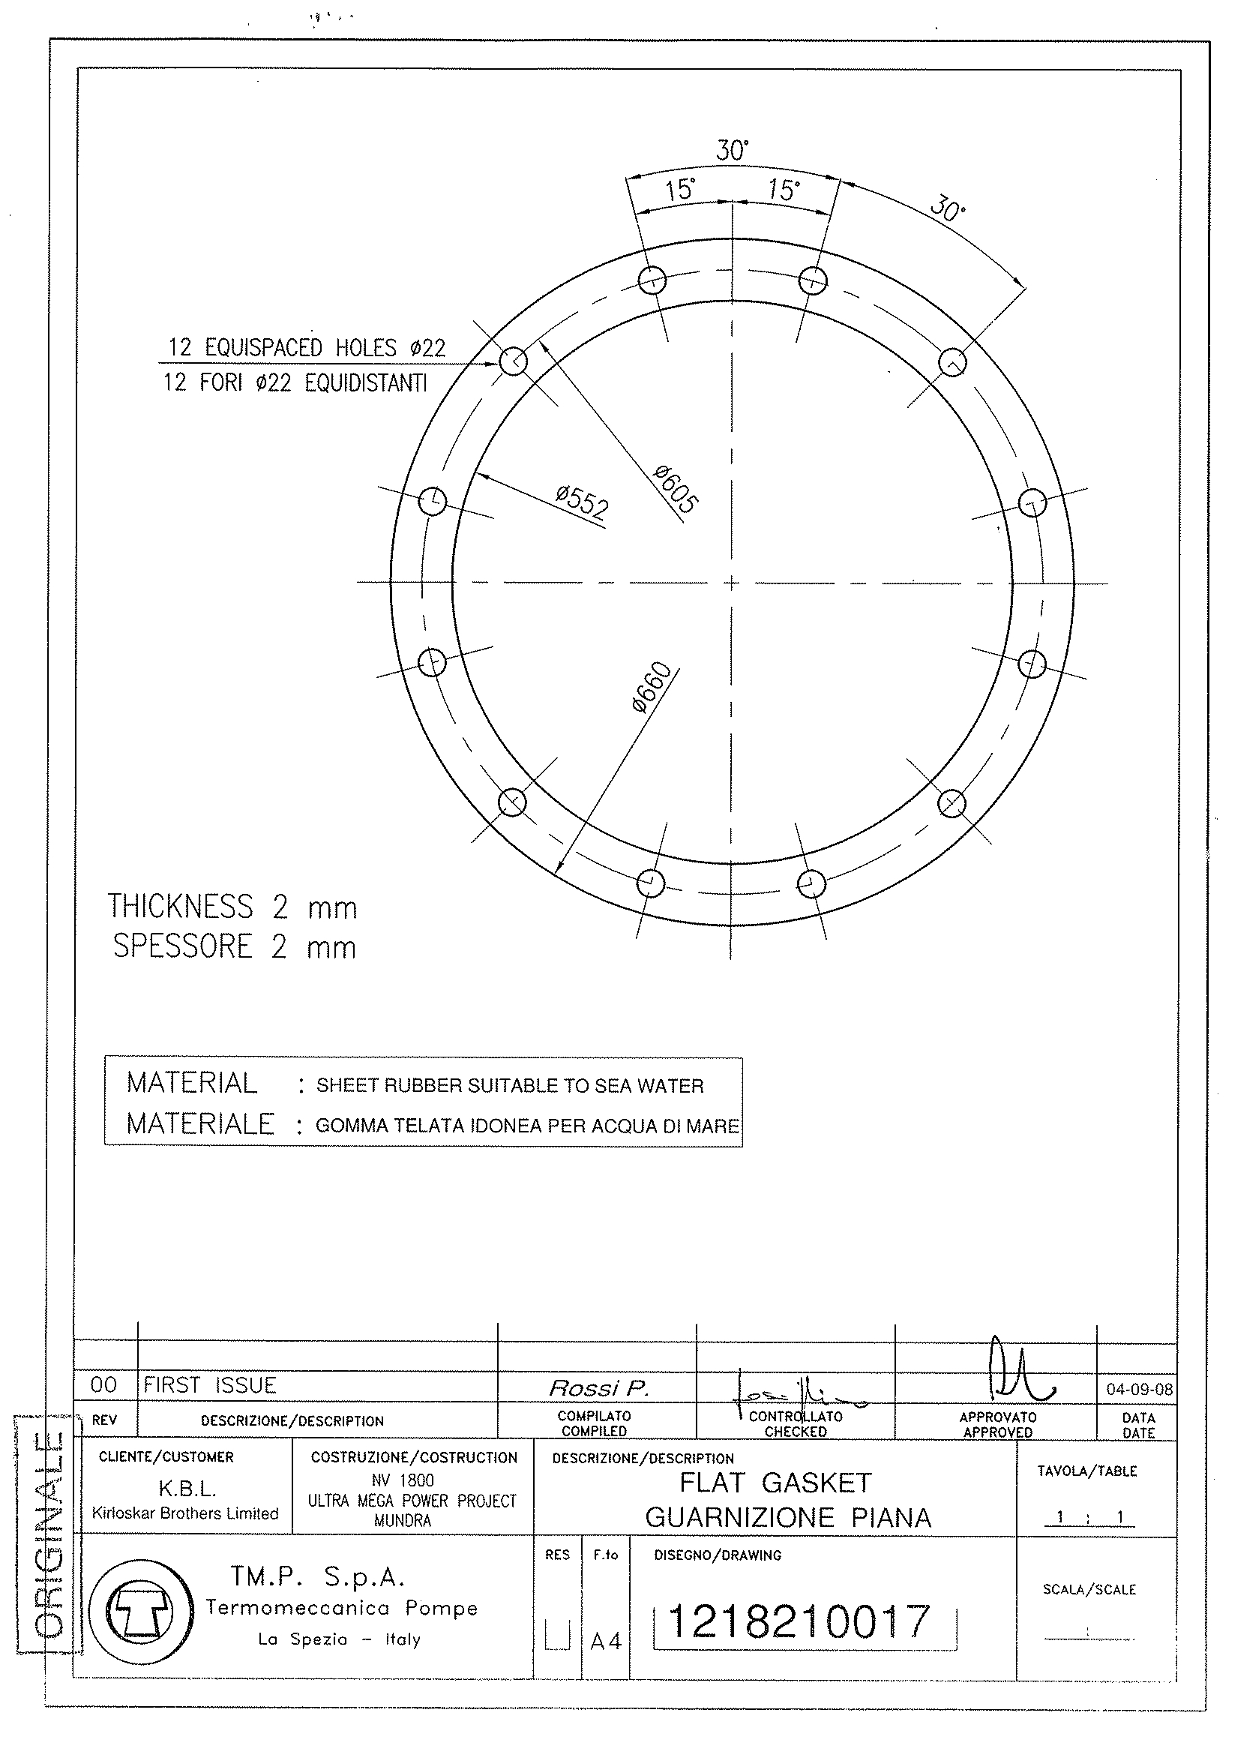 30°
15° 15°
30°
12 EQUISPACED HOLES ø22
12 FORI ø22 EQUIDISTANTI
ø605
ø552
ø660
THICKNESS 2 mm
SPESSORE 2 mm
MATERIAL : SHEET RUBBER SUITABLE TO SEA WATER
MATERIALE : GOMMA TELATA IDONEA PER ACQUA DI MARE
00 FIRST ISSUE Rossi P. 04-09-08
REV DESCRIZIONE/DESCRIPTION COMPILATO CONTROLLATO APPROVATO DATA
COMPILED CHECKED APPROVED DATE
ORIGINALE
CLIENTE/CUSTOMER COSTRUZIONE/COSTRUCTION DESCRIZIONE/DESCRIPTION TAVOLA/TABLE
K.B.L. NV 1800 FLAT GASKET
Kirloskar Brothers Limited ULTRA MEGA POWER PROJECT GUARNIZIONE PIANA 1 : 1
MUNDRA
TM.P. S.p.A. RES F.to DISEGNO/DRAWING SCALA/SCALE
Termomeccanica Pompe U A4 1218210017 :
La Spezia - Italy